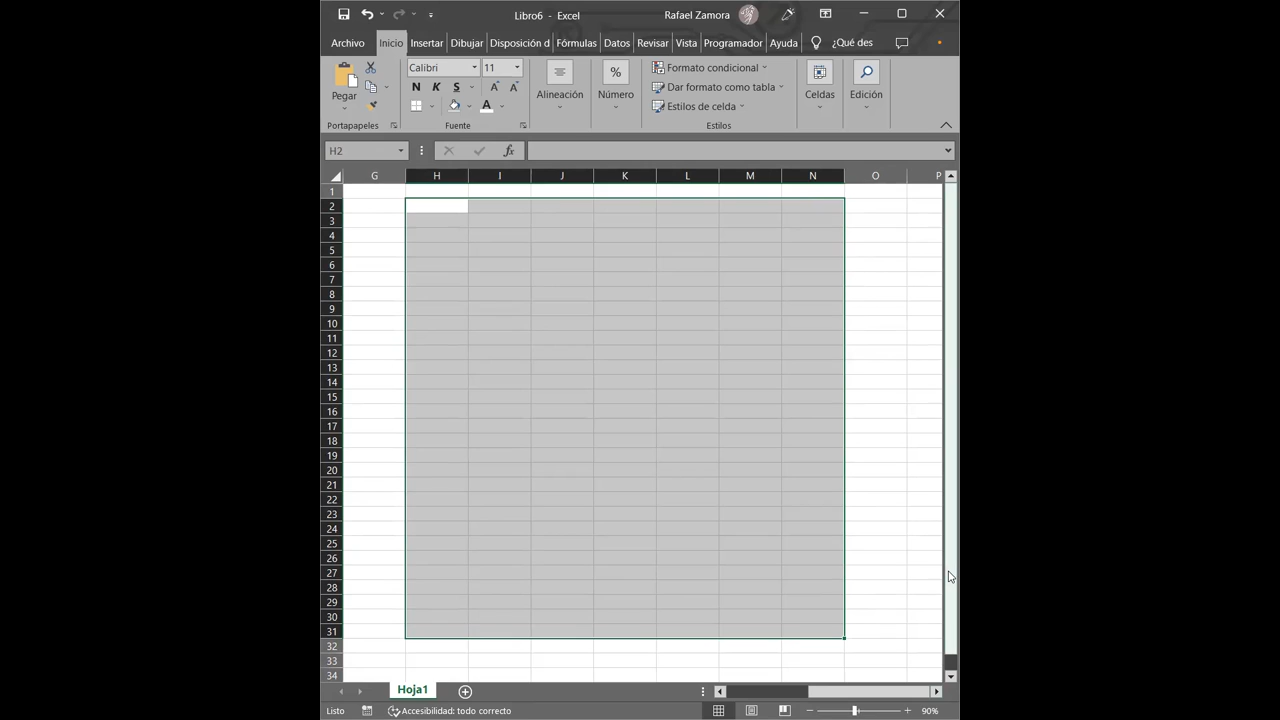 Libro6 - Excel
Rafael Zamora
Archivo Inicio Insertar Dibujar Disposición d Fórmulas Datos Revisar Vista Programador Ayuda ¿Qué des
Pegar
Calibri 11
N K S A A
A
Alineación
%
Número
Formato condicional
Dar formato como tabla
Estilos de celda
Celdas
Edición
Portapapeles Fuente Estilos
H2 fx
G H I J K L M N O P
1
2
3
4
5
6
7
8
9
10
11
12
13
14
15
16
17
18
19
20
21
22
23
24
25
26
27
28
29
30
31
32
33
34
Hoja1
Listo Accesibilidad: todo correcto 90%